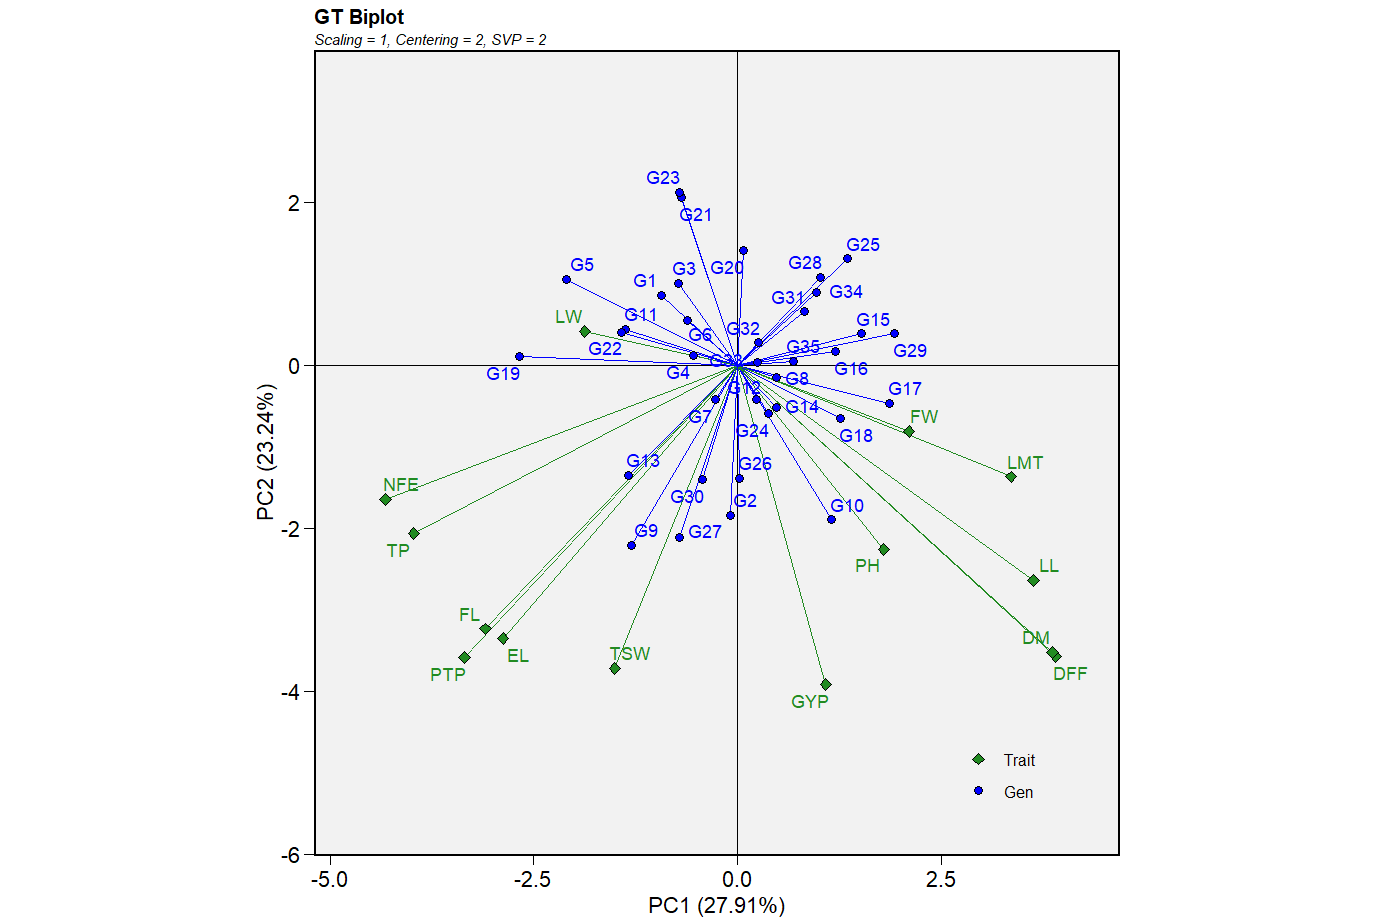 GT Biplot
Scaling = 1, Centering = 2, SVP = 2
G23
G21
G25
G5
G20
G28
G3
G1
G34
G31
LW
G11
G15
G32
G6
G22
G35
G29
G4
G16
G19
G8
G12
G17
G7
G14
FW
G24
G18
G13
G26
LMT
NFE
G30
G2
G10
TP
G9
G27
PH
LL
FL
DM
EL
TSW
PTP
DFF
GYP
Trait
Gen
2
0
-2
-4
-6
-5.0
-2.5
0.0
2.5
PC1 (27.91%)
PC2 (23.24%)